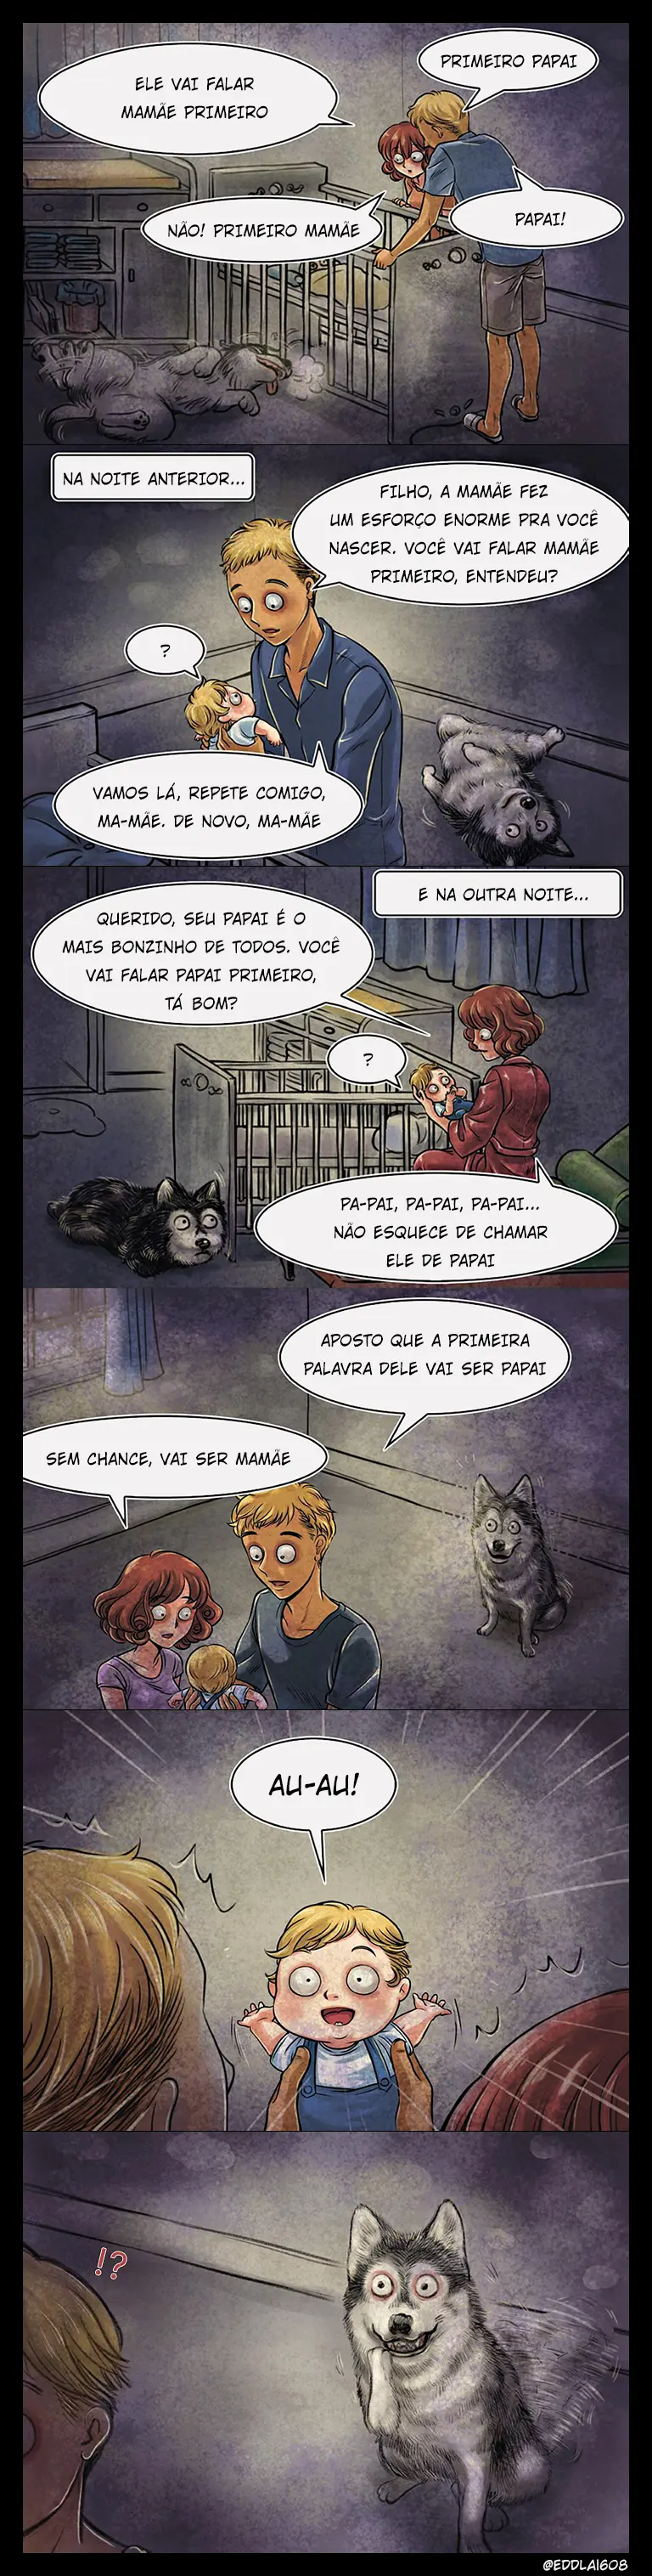 ELE VAI FALAR
MAMÃE PRIMEIRO
PRIMEIRO PAPAI
NÃO! PRIMEIRO MAMÃE
PAPAI!
NA NOITE ANTERIOR...
FILHO, A MAMÃE FEZ
UM ESFORÇO ENORME PRA VOCÊ
NASCER. VOCÊ VAI FALAR MAMÃE
PRIMEIRO, ENTENDEU?
?
VAMOS LÁ, REPETE COMIGO,
MA-MÃE. DE NOVO, MA-MÃE
E NA OUTRA NOITE...
QUERIDO, SEU PAPAI É O
MAIS BONZINHO DE TODOS. VOCÊ
VAI FALAR PAPAI PRIMEIRO,
TÁ BOM?
?
PA-PAI, PA-PAI, PA-PAI...
NÃO ESQUECE DE CHAMAR
ELE DE PAPAI
APOSTO QUE A PRIMEIRA
PALAVRA DELE VAI SER PAPAI
SEM CHANCE, VAI SER MAMÃE
AU-AU!
!?
@EDDLAI608